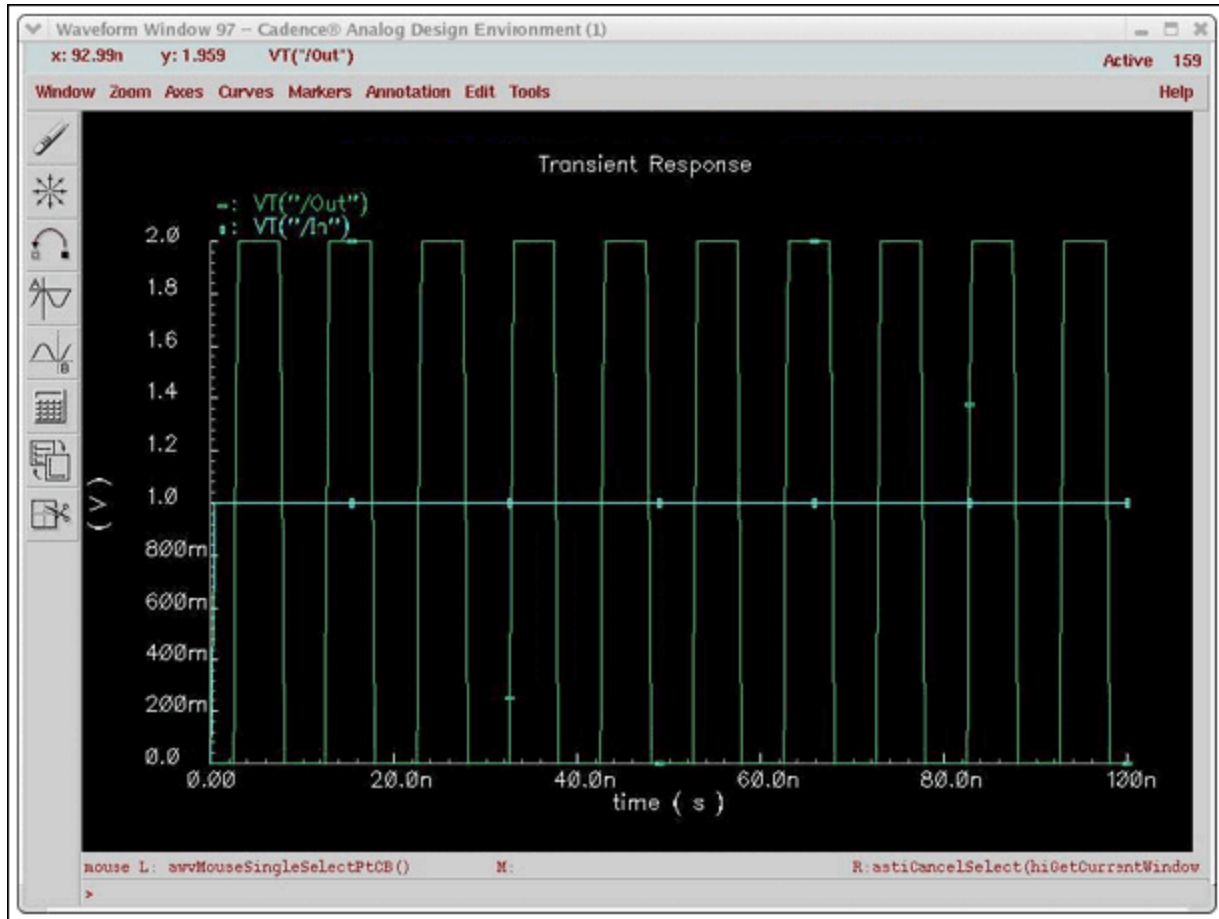 Waveform Window 97 – Cadence® Analog Design Environment (1)
x: 92.99n y: 1.959 VT("/Out")
Active 159
Window Zoom Axes Curves Markers Annotation Edit Tools Help
Transient Response
-: VT("/Out")
▪: VT("/In")
2.0
1.8
1.6
1.4
1.2
1.0
800m
600m
400m
200m
0.0
( V )
A
B
0.00 20.0n 40.0n 60.0n 80.0n 100n
time ( s )
mouse L: awvMouseSingleSelectPtCB() M: R:astiCancelSelect(hiGetCurrentWindow
>